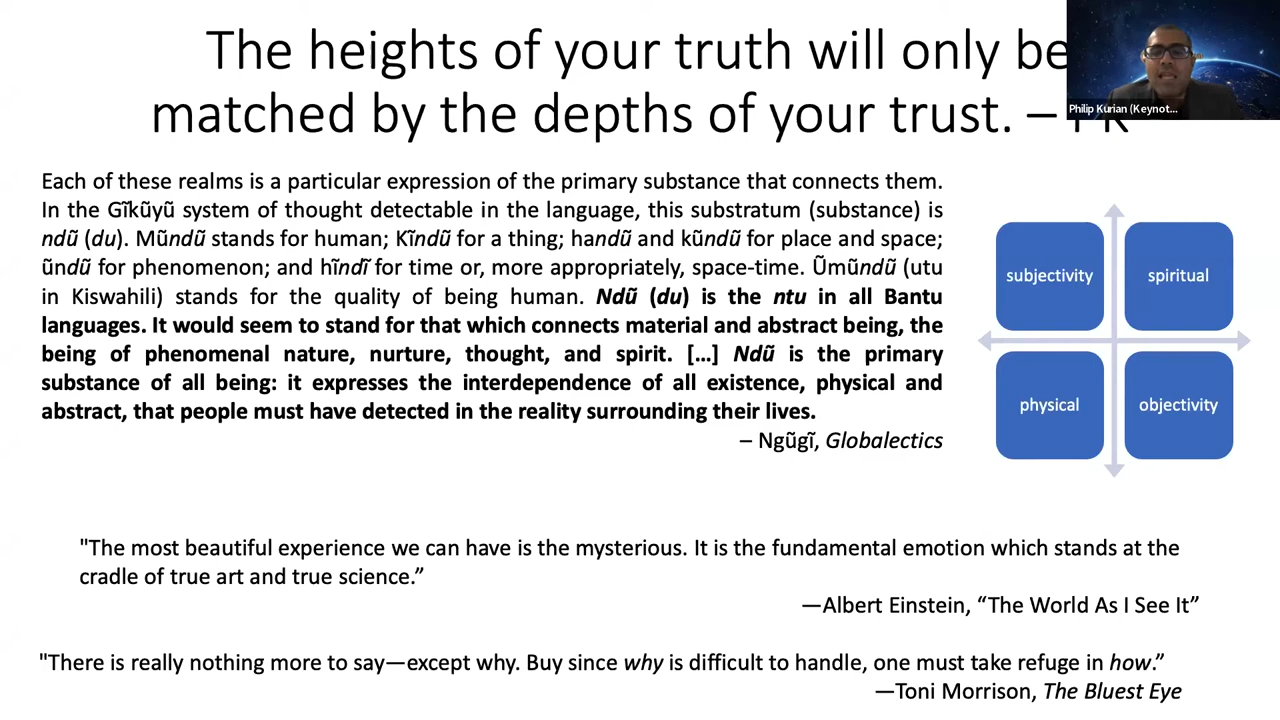 The heights of your truth will only be
matched by the depths of your trust. – PK
Philip Kurian (Keynot...
Each of these realms is a particular expression of the primary substance that connects them.
In the Gĩkũyũ system of thought detectable in the language, this substratum (substance) is
ndũ (du). Mũndũ stands for human; Kĩndũ for a thing; handũ and kũndũ for place and space;
ũndũ for phenomenon; and hĩndĩ for time or, more appropriately, space-time. Ũmũndũ (utu
in Kiswahili) stands for the quality of being human. Ndũ (du) is the ntu in all Bantu
languages. It would seem to stand for that which connects material and abstract being, the
being of phenomenal nature, nurture, thought, and spirit. […] Ndũ is the primary
substance of all being: it expresses the interdependence of all existence, physical and
abstract, that people must have detected in the reality surrounding their lives.
– Ngũgĩ, Globalectics
subjectivity
spiritual
physical
objectivity
"The most beautiful experience we can have is the mysterious. It is the fundamental emotion which stands at the
cradle of true art and true science.”
—Albert Einstein, “The World As I See It”
"There is really nothing more to say—except why. Buy since why is difficult to handle, one must take refuge in how.”
—Toni Morrison, The Bluest Eye